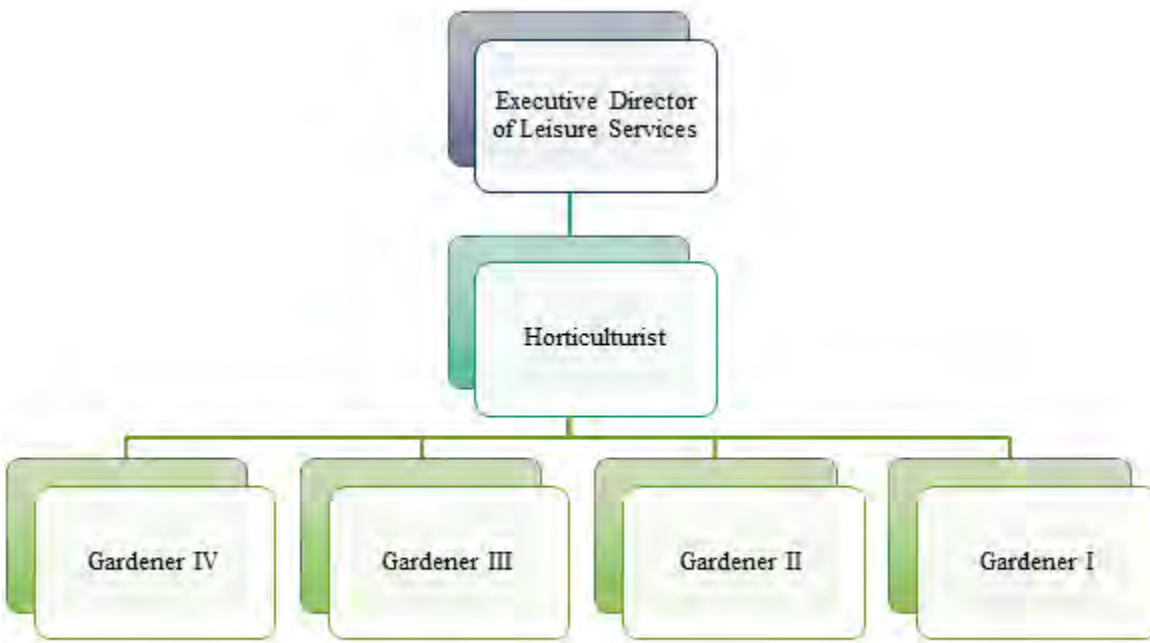 Executive Director
of Leisure Services
Horticulturist
Gardener IV
Gardener III
Gardener II
Gardener I